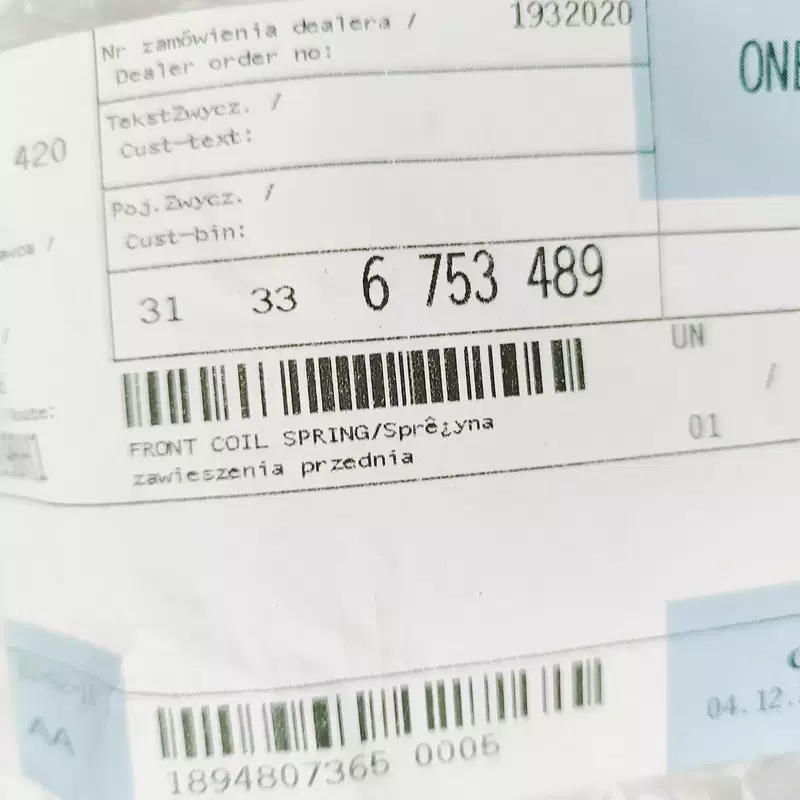 Nr zamówienia dealera / 1932020
Dealer order no:
ONE
TekstZwycz. /
Cust-text:
420
Poj.Zwycz. /
Cust-bin:
31 33 6 753 489
UN
/
FRONT COIL SPRING/Sprê¿yna
01
zawieszenia przednia
AA
04.12.
1894807365 0005